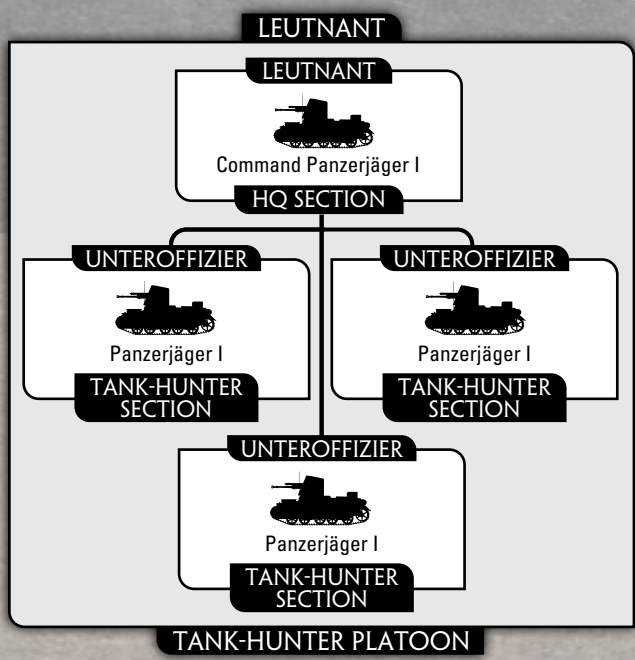 LEUTNANT
LEUTNANT
Command Panzerjäger I
HQ SECTION
UNTEROFFIZIER
Panzerjäger I
TANK-HUNTER
SECTION
UNTEROFFIZIER
Panzerjäger I
TANK-HUNTER
SECTION
UNTEROFFIZIER
Panzerjäger I
TANK-HUNTER
SECTION
TANK-HUNTER PLATOON